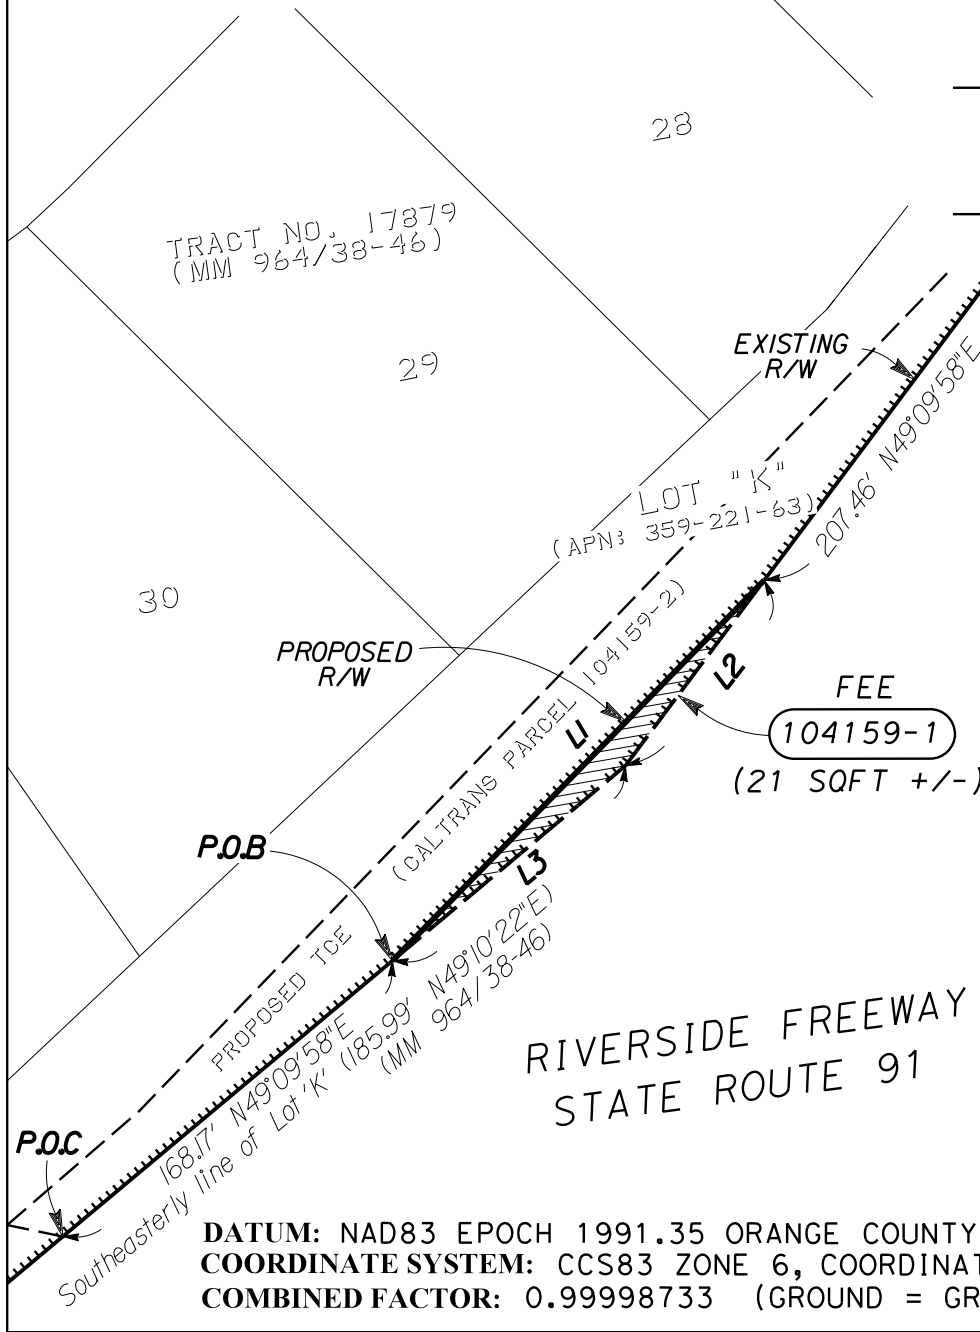 28
TRACT NO. 17879
(MM 964/38-46)
29
EXISTING
R/W
207.46' N49°09'58"E
LOT "K"
(APN: 359-221-63)
30
PROPOSED
R/W
(CALTRANS PARCEL 104159-2)
L2
FEE
104159-1
(21 SQFT +/-)
L1
P.O.B
L3
PROPOSED TCE
168.17' N49°09'58"E (185.99' N49°10'22"E)
(MM 964/38-46)
Southeasterly line of Lot 'K'
RIVERSIDE FREEWAY
STATE ROUTE 91
P.O.C
DATUM: NAD83 EPOCH 1991.35 ORANGE COUNTY
COORDINATE SYSTEM: CCS83 ZONE 6, COORDINAT
COMBINED FACTOR: 0.99998733 (GROUND = GR